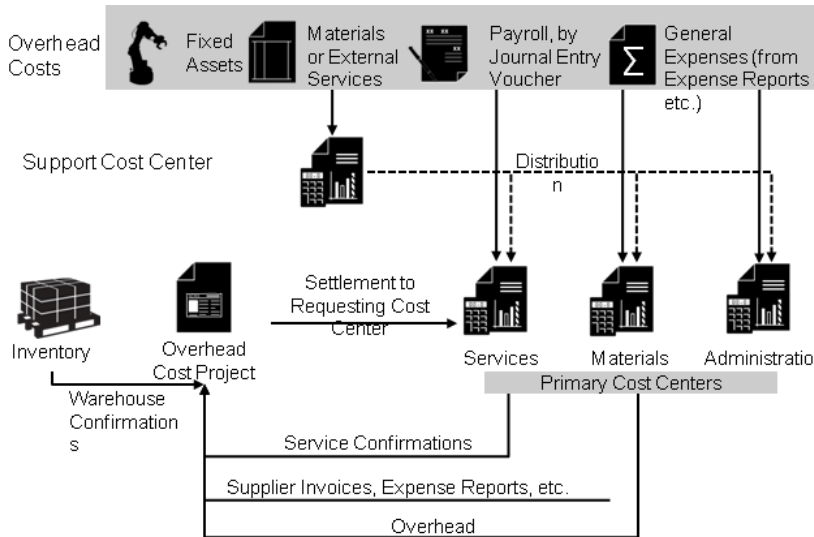 Overhead
Costs
Fixed
Assets
Materials
or External
Services
xx
xx
Payroll, by
Journal Entry
Voucher
Σ
General
Expenses (from
Expense Reports
etc.)
Support Cost Center
Distributio
n
Settlement to
Requesting Cost
Center
Inventory
Overhead
Cost Project
Services
Materials
Administratio
Primary Cost Centers
Warehouse
Confirmation
s
Service Confirmations
Supplier Invoices, Expense Reports, etc.
Overhead